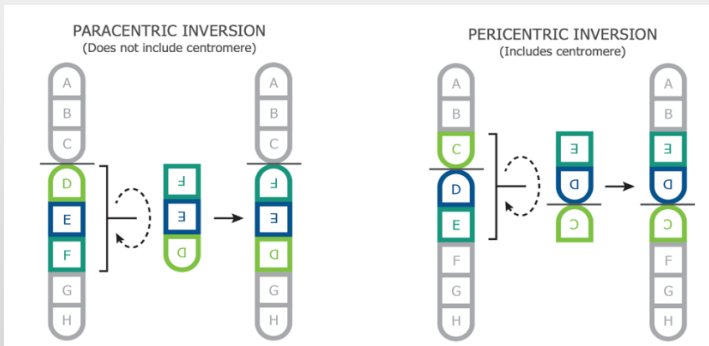 PARACENTRIC INVERSION
(Does not include centromere)
A
B
C
D
E
F
G
H
F
E
D
A
B
C
F
E
D
G
H
PERICENTRIC INVERSION
(Includes centromere)
A
B
C
D
E
F
G
H
E
D
C
A
B
E
D
C
F
G
H